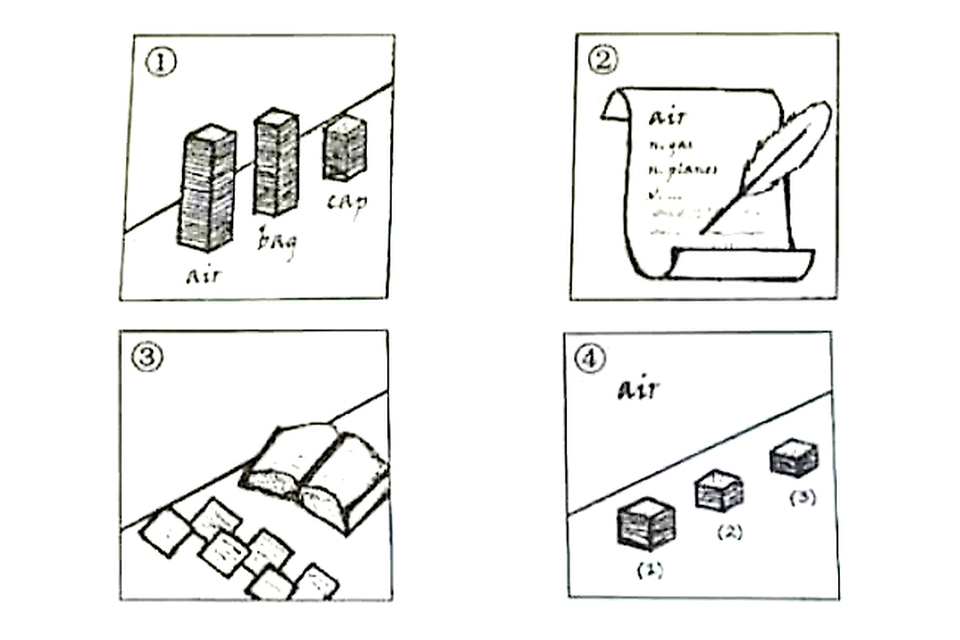 ①
air
bag
cap
②
air
n. gas
n. planes
v. ...
③
④
air
(1)
(2)
(3)